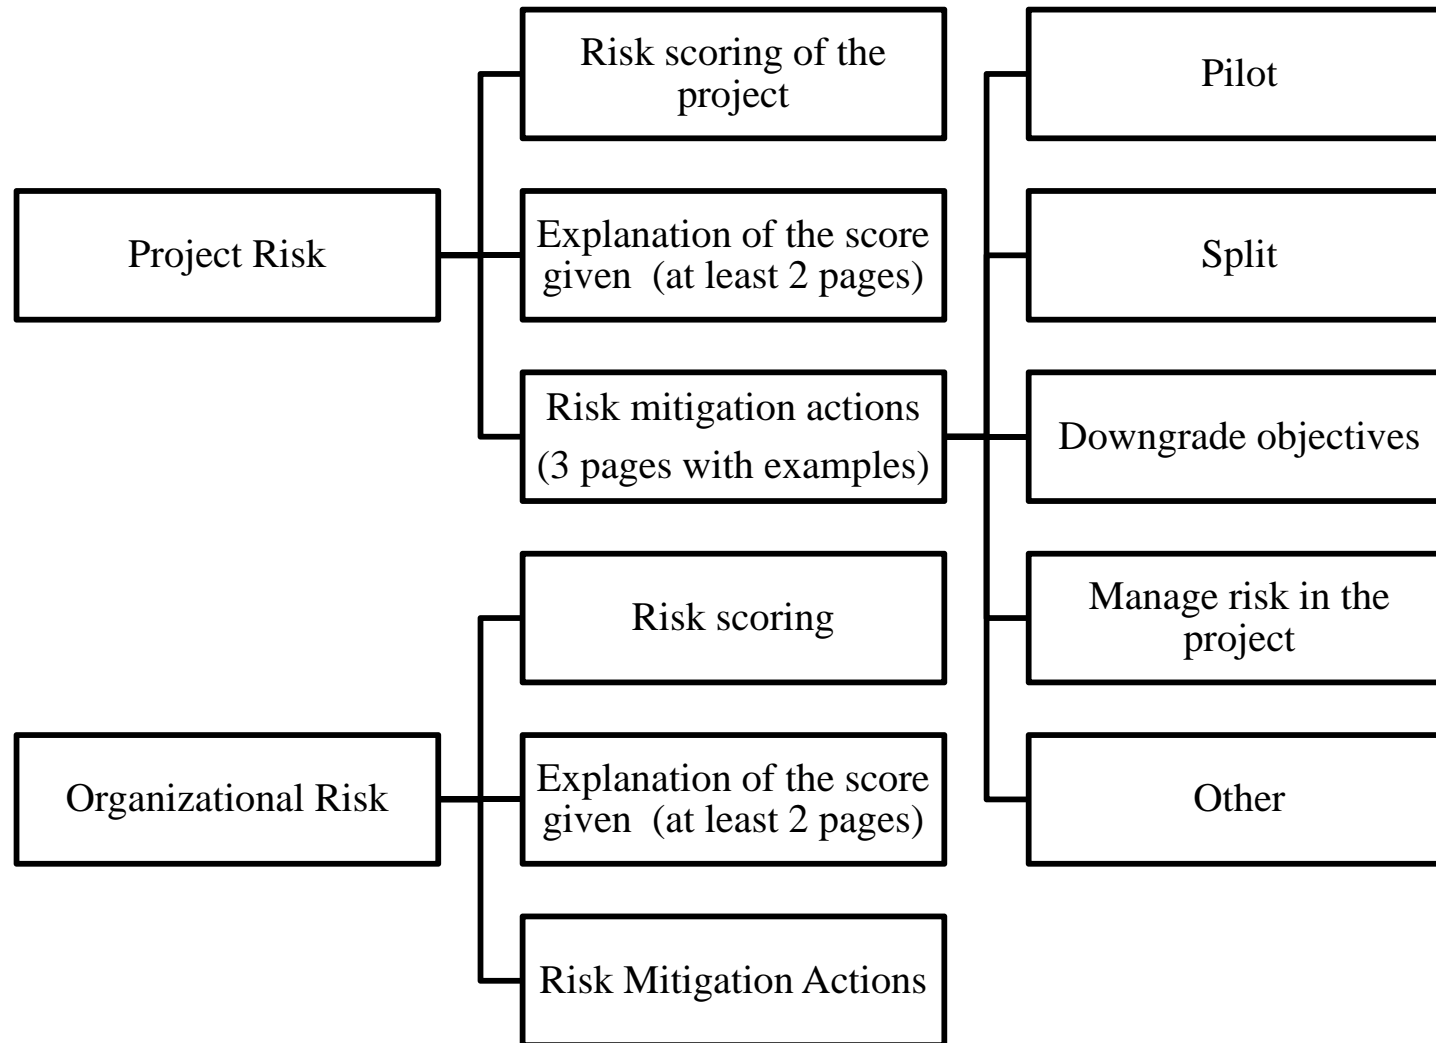 Project Risk
Risk scoring of the
project
Explanation of the score
given  (at least 2 pages)
Risk mitigation actions
(3 pages with examples)
Pilot
Split
Downgrade objectives
Manage risk in the
project
Other
Organizational Risk
Risk scoring
Explanation of the score
given  (at least 2 pages)
Risk Mitigation Actions